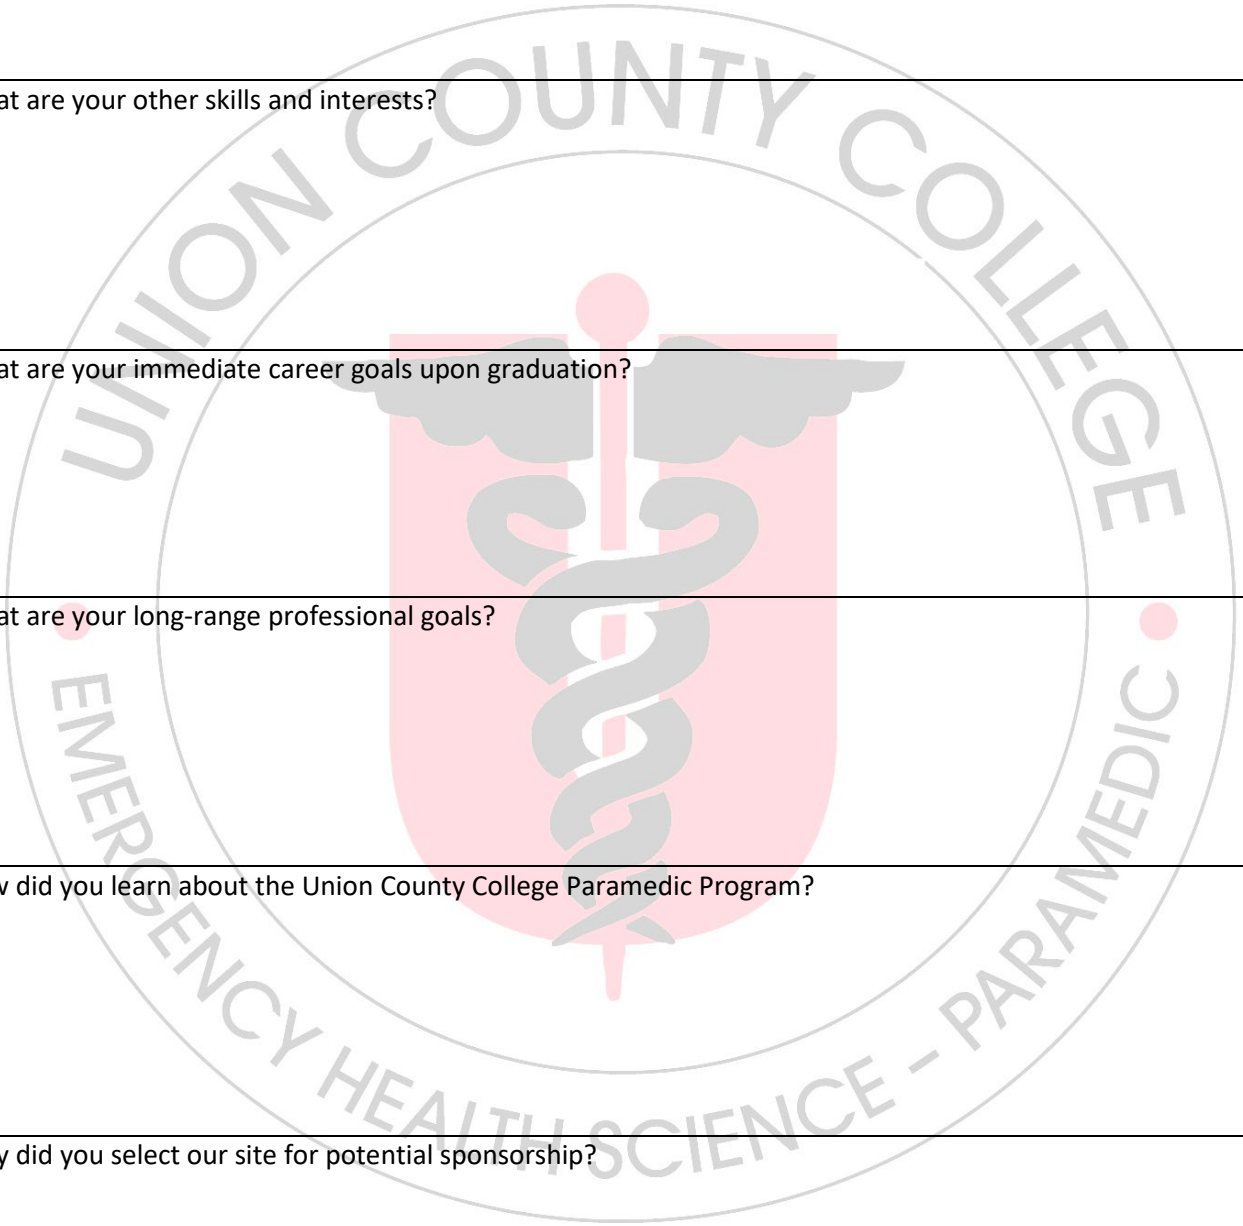 UNION COUNTY COLLEGE
at are your other skills and interests?
at are your immediate career goals upon graduation?
at are your long-range professional goals?
w did you learn about the Union County College Paramedic Program?
y did you select our site for potential sponsorship?
EMERGENCY HEALTH SCIENCE – PARAMEDIC